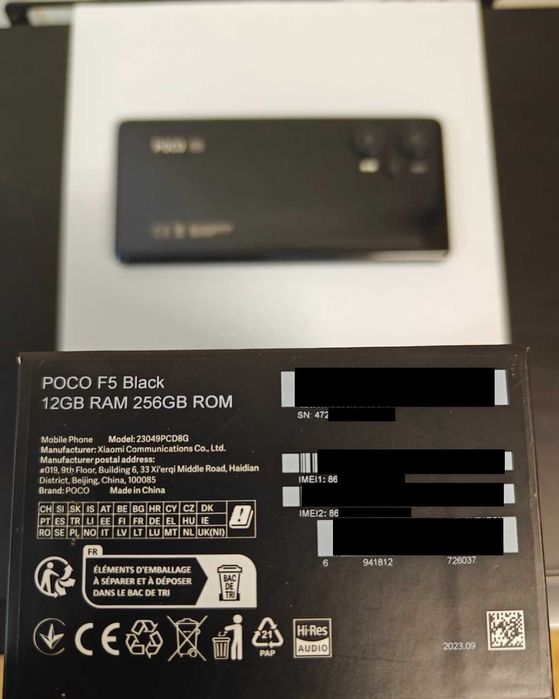 POCO 5G
POCO F5 Black
12GB RAM 256GB ROM
SN: 472
Mobile Phone Model: 23049PCD8G
Manufacturer: Xiaomi Communications Co., Ltd.
Manufacturer postal address:
#019, 9th Floor, Building 6, 33 Xi'erqi Middle Road, Haidian
District, Beijing, China, 100085
Brand: POCO Made in China
IMEI1: 86
IMEI2: 86
6 941812 726037
CH SI SK IS AT BE BG HR CY CZ DK
PT ES TR LI EE FI FR DE EL HU IE
RO SE PL NO IT LV LT LU MT NL UK(NI)
FR
ÉLÉMENTS D'EMBALLAGE
À SÉPARER ET À DÉPOSER
DANS LE BAC DE TRI
BAC
DE
TRI
CE
21
PAP
Hi-Res
AUDIO
2023.09